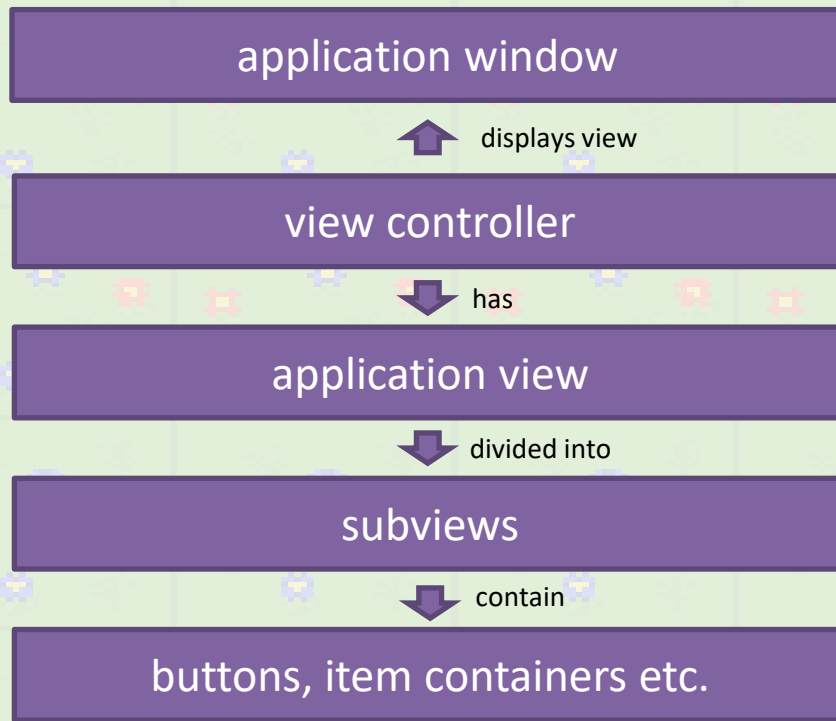 application window
displays view
view controller
has
application view
divided into
subviews
contain
buttons, item containers etc.